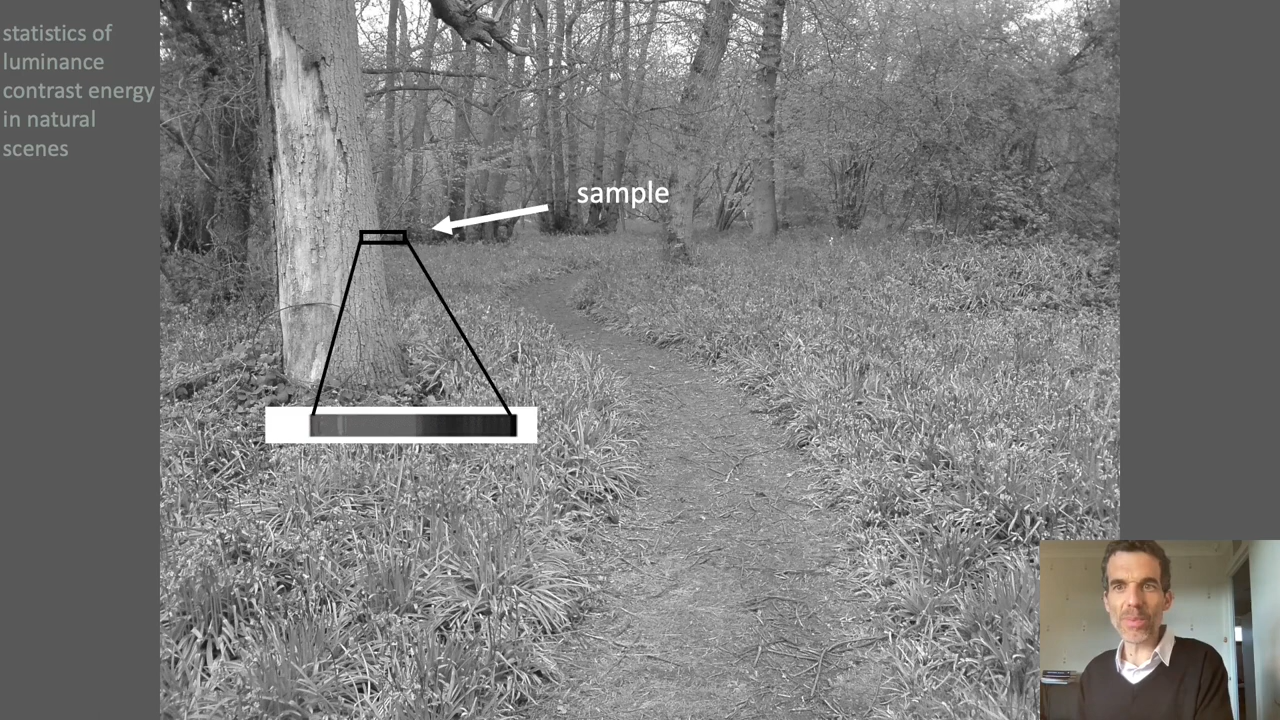 statistics of
luminance
contrast energy
in natural
scenes
sample